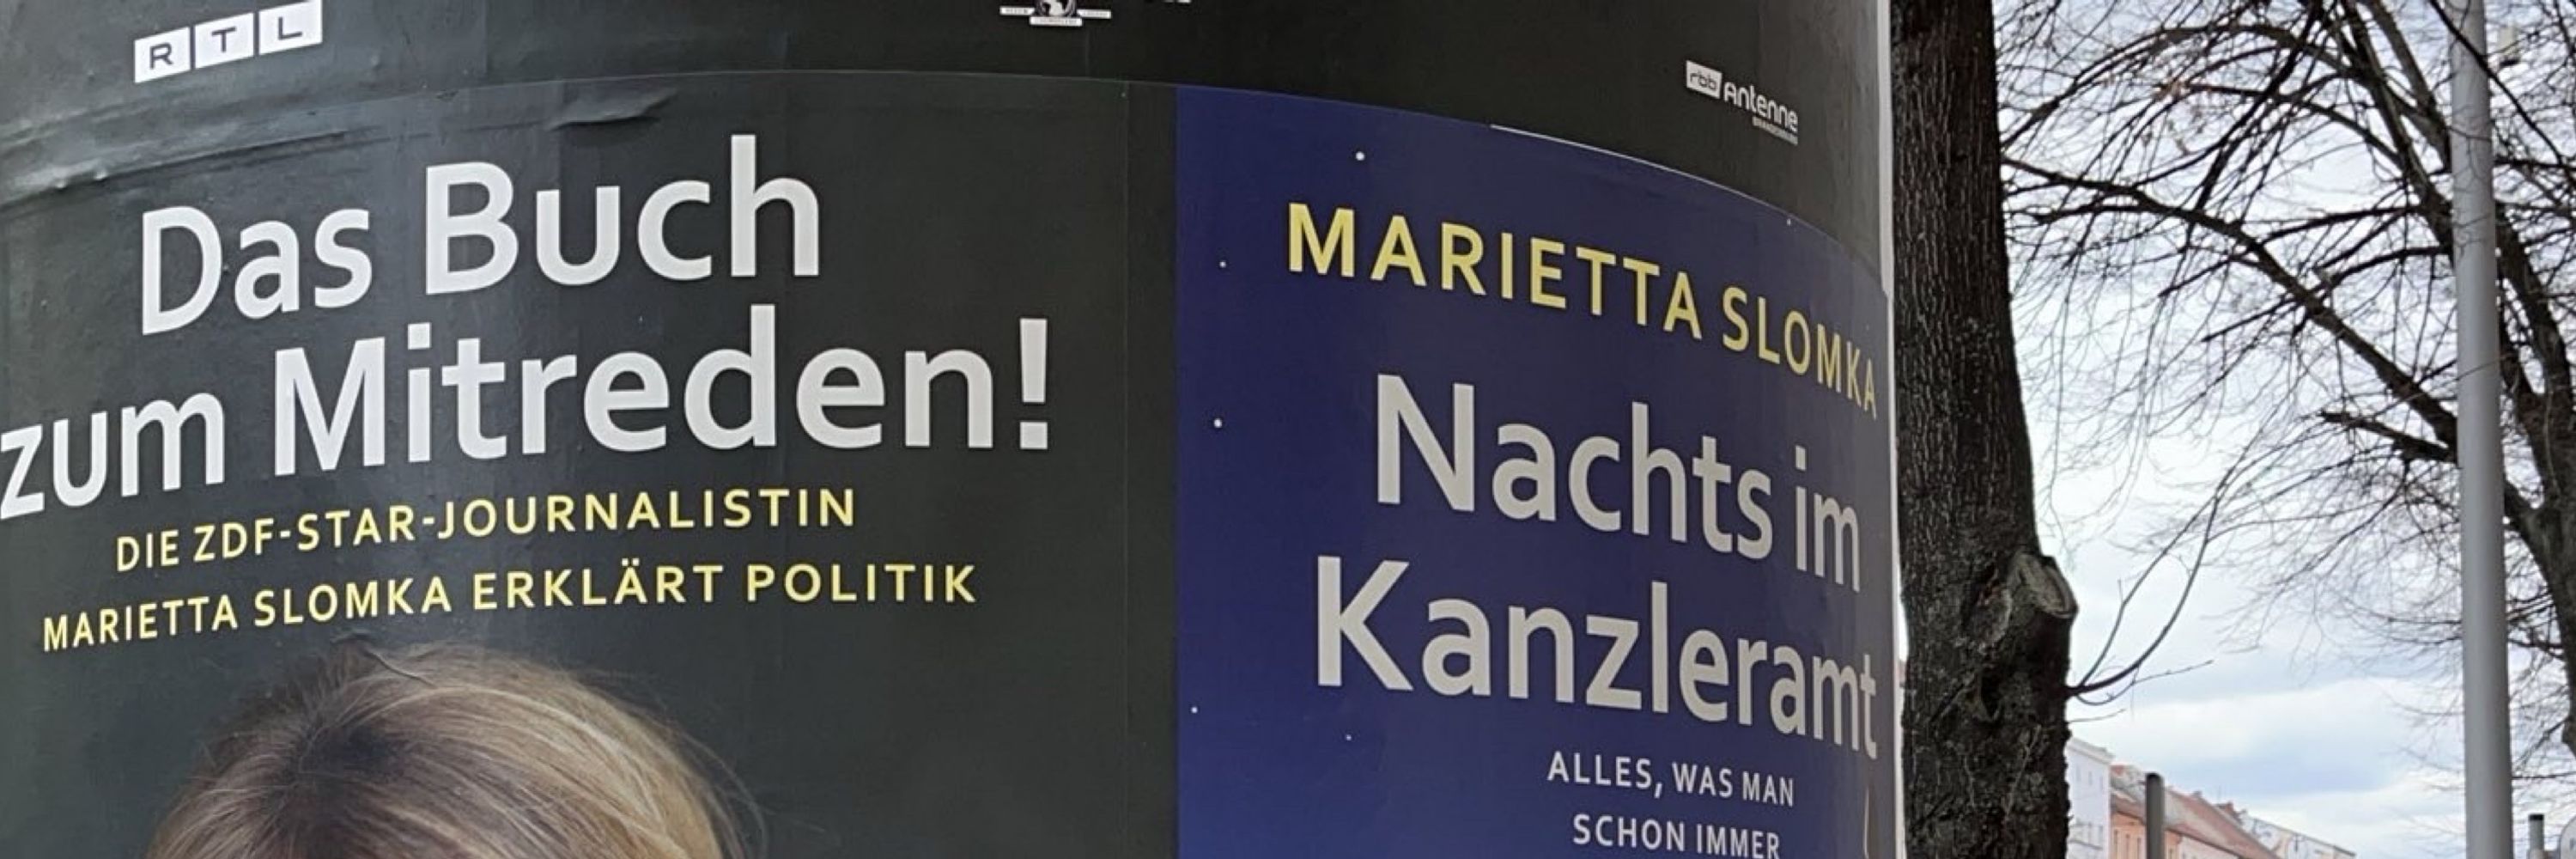 RTL
rbb Antenne
BRANDENBURG
Das Buch
zum Mitreden!
DIE ZDF-STAR-JOURNALISTIN
MARIETTA SLOMKA ERKLÄRT POLITIK
MARIETTA SLOMKA
Nachts im
Kanzleramt
ALLES, WAS MAN
SCHON IMMER